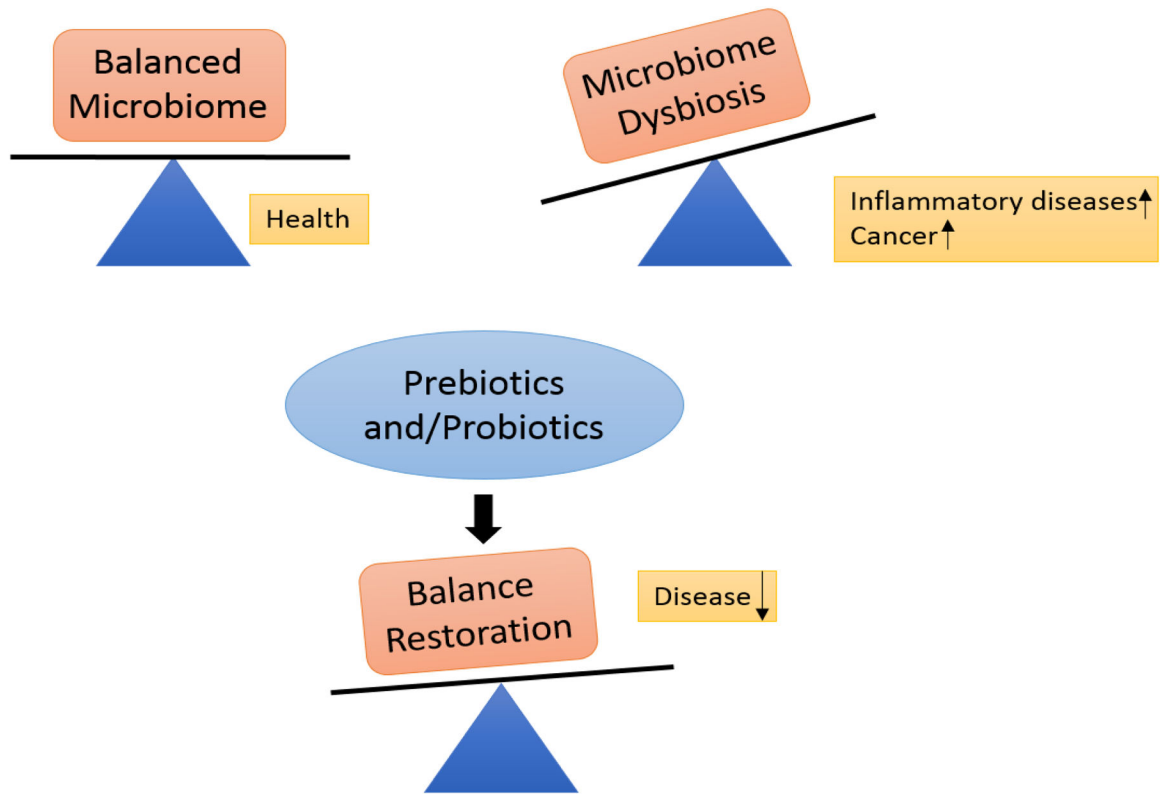 Balanced
Microbiome
Health
Microbiome
Dysbiosis
Inflammatory diseases↑
Cancer↑
Prebiotics
and/Probiotics
Balance
Restoration
Disease↓